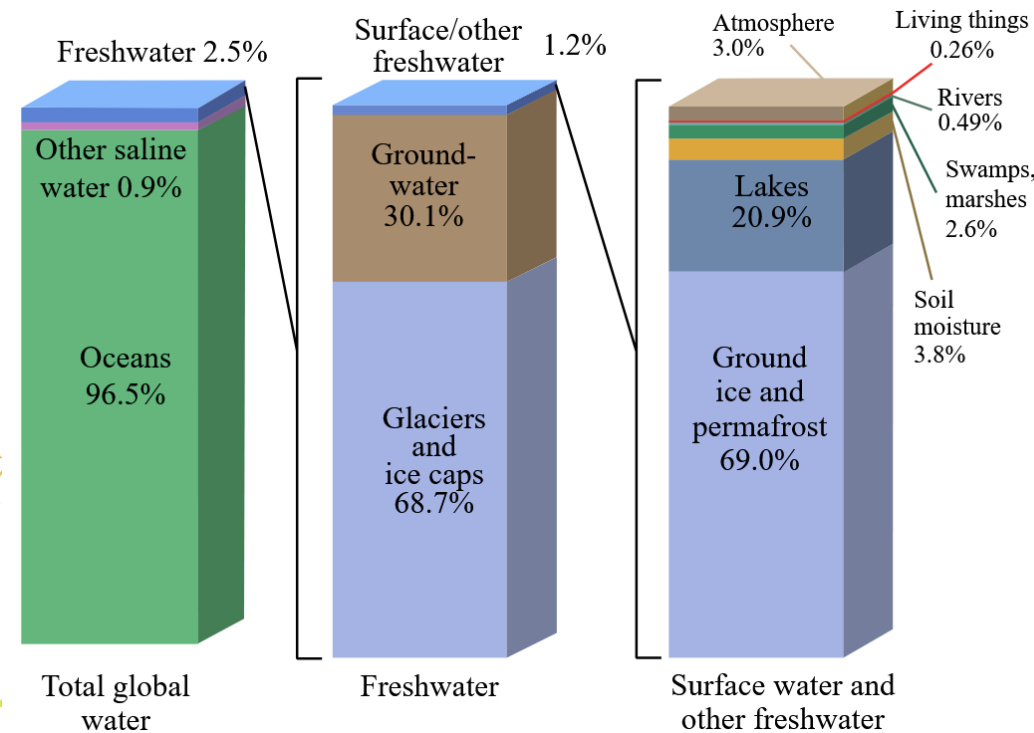 Freshwater 2.5%
Other saline
water 0.9%
Oceans
96.5%
Total global
water
Surface/other
freshwater
1.2%
Ground-
water
30.1%
Glaciers
and
ice caps
68.7%
Freshwater
Atmosphere
3.0%
Living things
0.26%
Rivers
0.49%
Swamps,
marshes
2.6%
Soil
moisture
3.8%
Lakes
20.9%
Ground
ice and
permafrost
69.0%
Surface water and
other freshwater